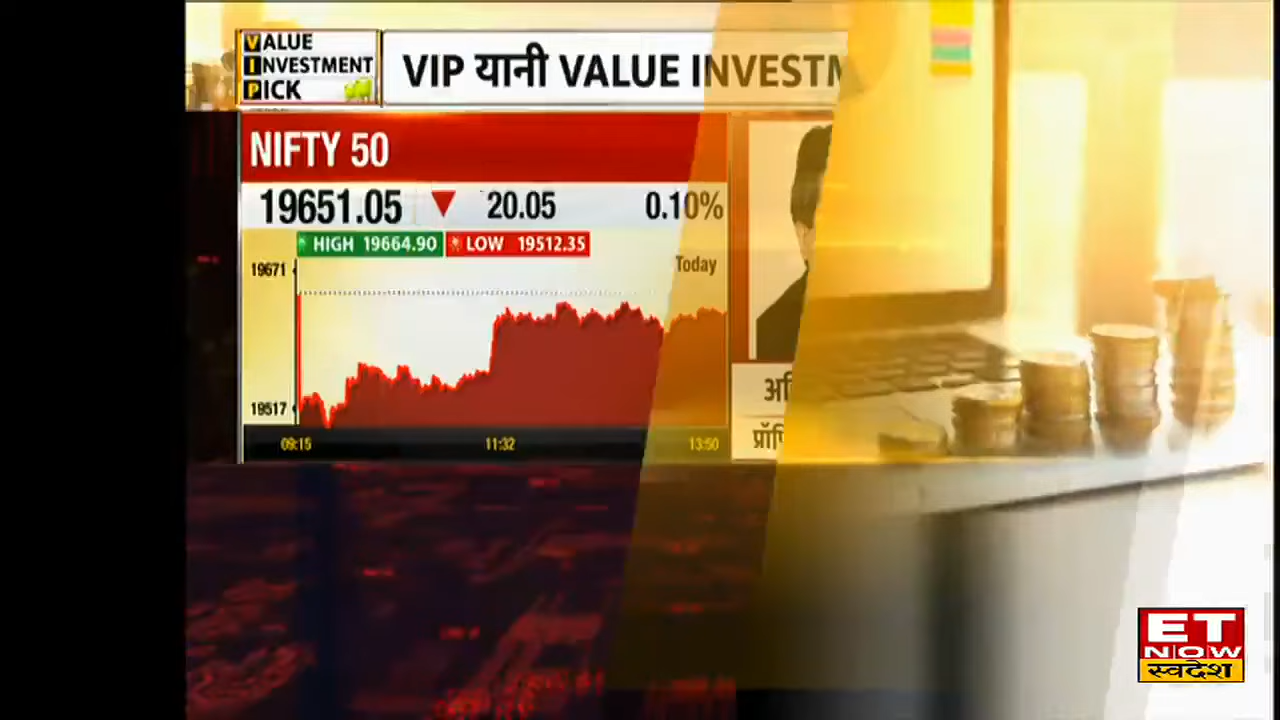 VALUE
INVESTMENT
PICK
VIP यानी VALUE INVESTM
NIFTY 50
19651.05 20.05 0.10%
HIGH 19664.90 LOW 19512.35
Today
19671
19517
09:15 11:32 13:50
ET
NOW
स्वदेश